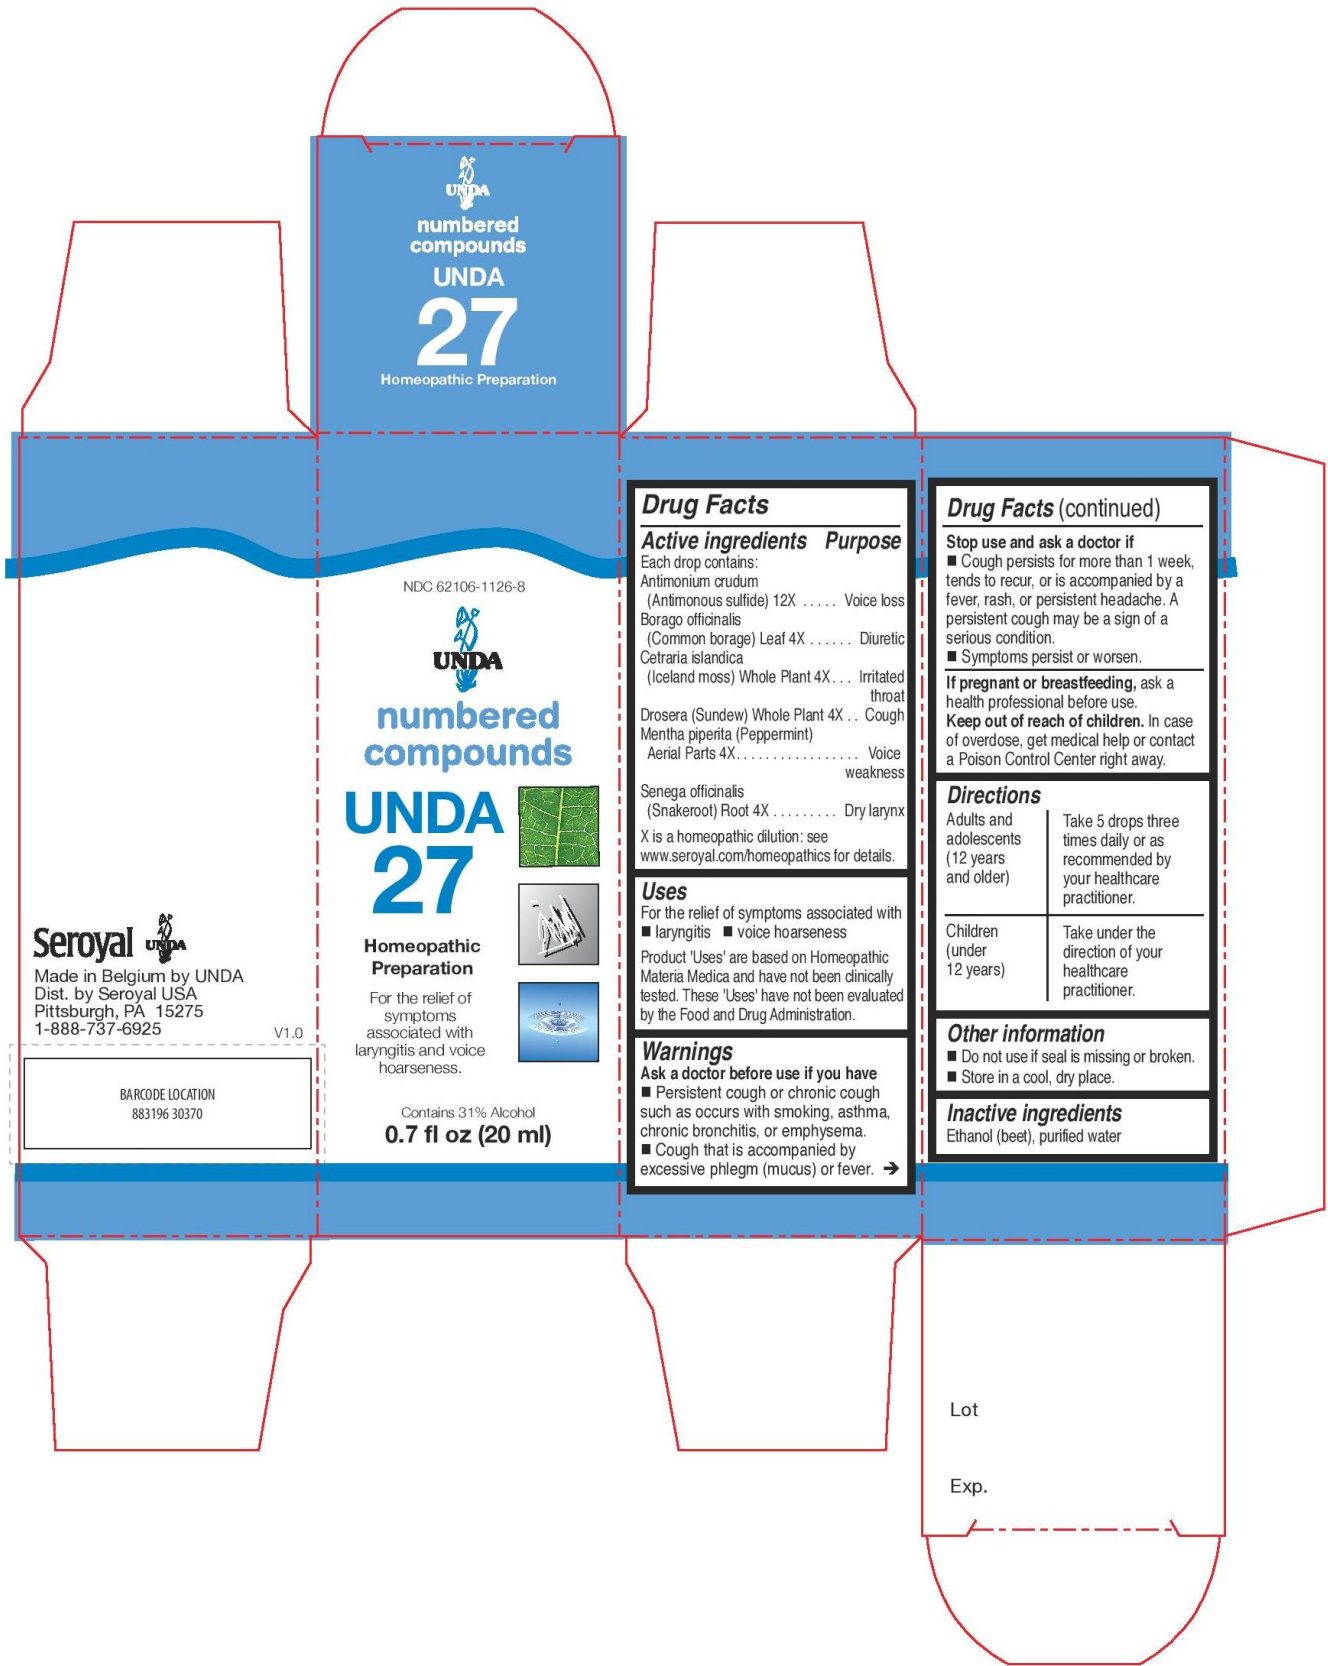 UNDA
numbered
compounds
UNDA
27
Homeopathic Preparation
Seroyal UNDA
Made in Belgium by UNDA
Dist. by Seroyal USA
Pittsburgh, PA 15275
1-888-737-6925
V1.0
BARCODE LOCATION
883196 30370
NDC 62106-1126-8
UNDA
numbered
compounds
UNDA
27
Homeopathic
Preparation
For the relief of
symptoms
associated with
laryngitis and voice
hoarseness.
Contains 31% Alcohol
0.7 fl oz (20 ml)
Drug Facts
Active ingredients Purpose
Each drop contains:
Antimonium crudum
(Antimonous sulfide) 12X ..... Voice loss
Borago officinalis
(Common borage) Leaf 4X ...... Diuretic
Cetraria islandica
(Iceland moss) Whole Plant 4X... Irritated
throat
Drosera (Sundew) Whole Plant 4X .. Cough
Mentha piperita (Peppermint)
Aerial Parts 4X................. Voice
weakness
Senega officinalis
(Snakeroot) Root 4X ......... Dry larynx
X is a homeopathic dilution: see
www.seroyal.com/homeopathics for details.
Uses
For the relief of symptoms associated with
■ laryngitis ■ voice hoarseness
Product 'Uses' are based on Homeopathic
Materia Medica and have not been clinically
tested. These 'Uses' have not been evaluated
by the Food and Drug Administration.
Warnings
Ask a doctor before use if you have
■ Persistent cough or chronic cough
such as occurs with smoking, asthma,
chronic bronchitis, or emphysema.
■ Cough that is accompanied by
excessive phlegm (mucus) or fever. ➔
Drug Facts (continued)
Stop use and ask a doctor if
■ Cough persists for more than 1 week,
tends to recur, or is accompanied by a
fever, rash, or persistent headache. A
persistent cough may be a sign of a
serious condition.
■ Symptoms persist or worsen.
If pregnant or breastfeeding, ask a
health professional before use.
Keep out of reach of children. In case
of overdose, get medical help or contact
a Poison Control Center right away.
Directions
Adults and
adolescents
(12 years
and older)
Take 5 drops three
times daily or as
recommended by
your healthcare
practitioner.
Children
(under
12 years)
Take under the
direction of your
healthcare
practitioner.
Other information
■ Do not use if seal is missing or broken.
■ Store in a cool, dry place.
Inactive ingredients
Ethanol (beet), purified water
Lot
Exp.